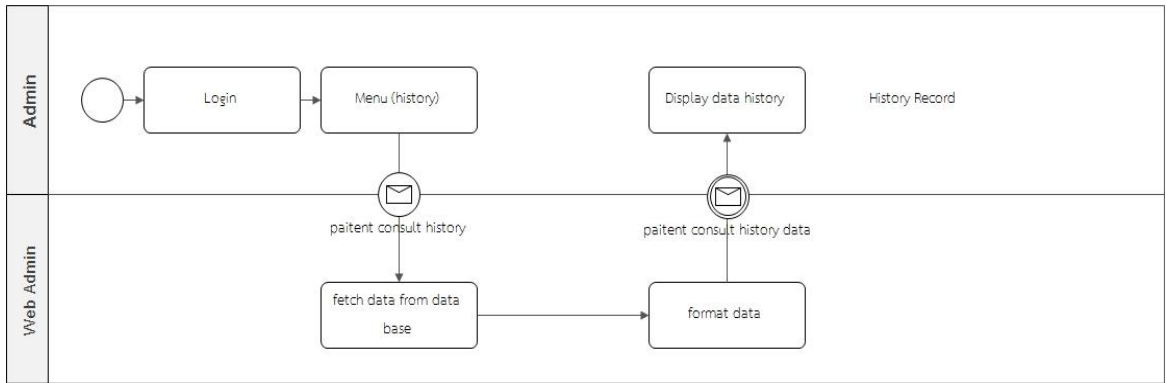 Admin
Login
Menu (history)
Display data history
History Record
paitent consult history
paitent consult history data
Web Admin
fetch data from data
base
format data